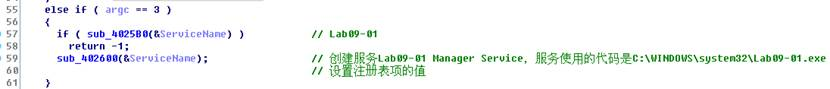 55 else if ( argc == 3 )
56 {
57 if ( sub_4025B0(&ServiceName) ) // Lab09-01
58 return -1;
59 sub_402600(&ServiceName); // 创建服务Lab09-01 Manager Service, 服务使用的代码是C:\WINDOWS\system32\Lab09-01.exe
60 // 设置注册表项的值
61 }